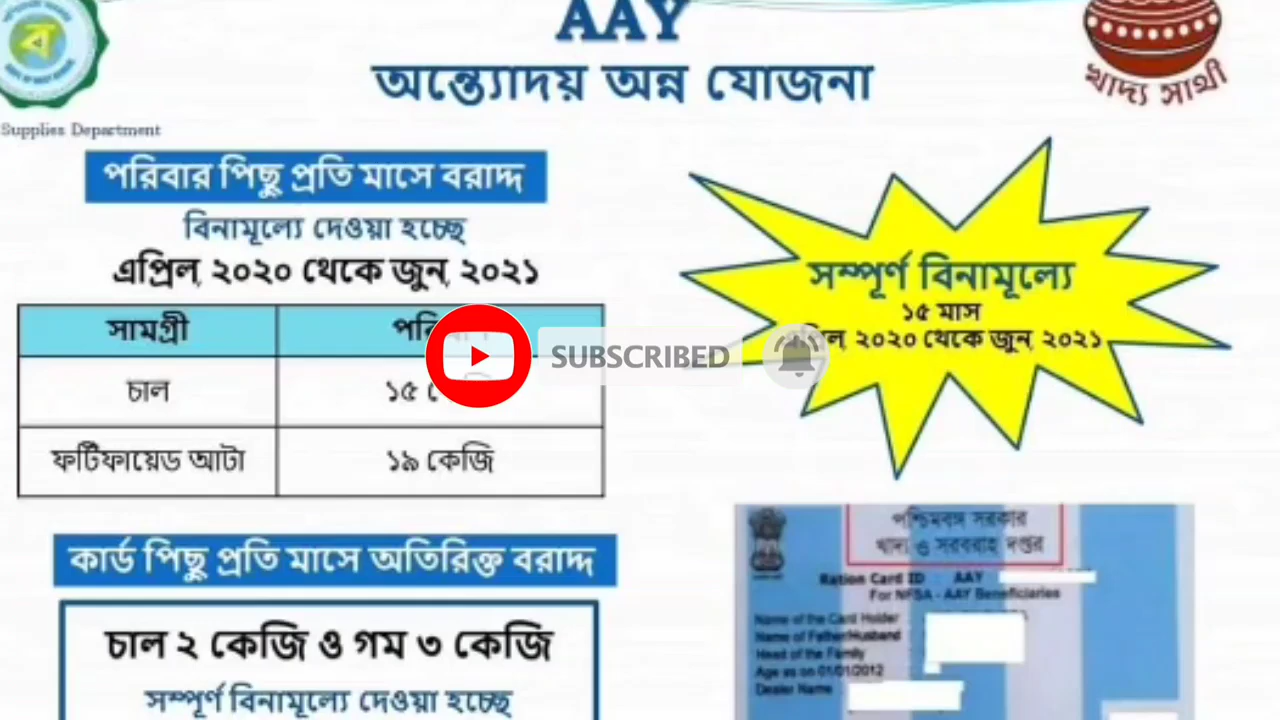 AAY
অন্ত্যোদয় অন্ন যোজনা
খাদ্য সাথী
Supplies Department
পরিবার পিছু প্রতি মাসে বরাদ্দ
বিনামূল্যে দেওয়া হচ্ছে
এপ্রিল, ২০২০ থেকে জুন, ২০২১
সামগ্রী
চাল ১৫
ফর্টিফায়েড আটা ১৯ কেজি
সম্পূর্ণ বিনামূল্যে
১৫ মাস
২০২০ থেকে জুন, ২০২১
SUBSCRIBED
কার্ড পিছু প্রতি মাসে অতিরিক্ত বরাদ্দ
চাল ২ কেজি ও গম ৩ কেজি
সম্পূর্ণ বিনামূল্যে দেওয়া হচ্ছে
পশ্চিমবঙ্গ সরকার
খাদ্য ও সরবরাহ দপ্তর
Ration Card ID : AAY
For NFSA - AAY Beneficiaries
Name of the Card Holder
Name of Father/Husband
Head of the Family
Age as on 01/01/2012
Dealer Name